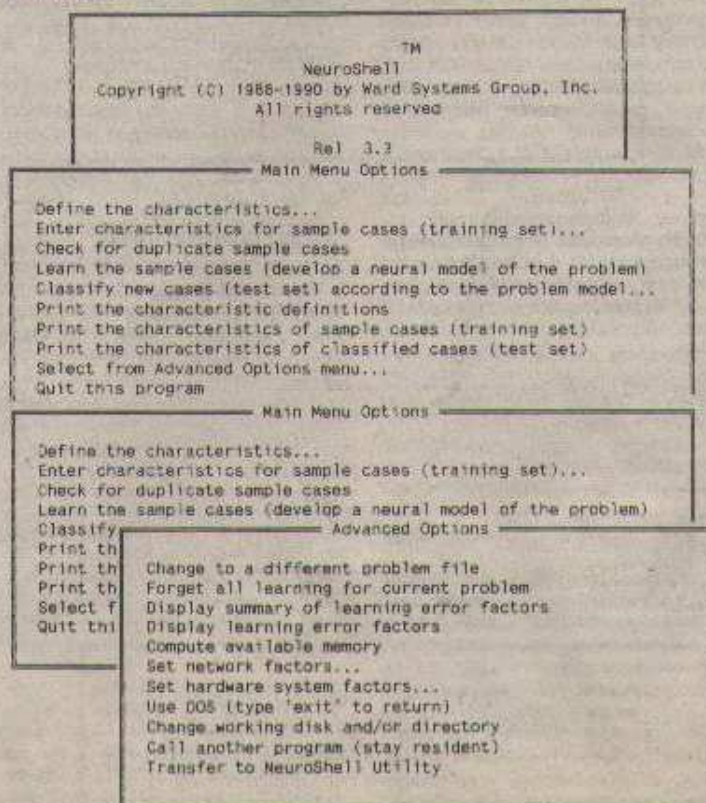 TM
NeuroShell
Copyright (C) 1988-1990 by Ward Systems Group, Inc.
All rights reserved
Rel 3.3
Main Menu Options
Define the characteristics...
Enter characteristics for sample cases (training set)...
Check for duplicate sample cases
Learn the sample cases (develop a neural model of the problem)
Classify new cases (test set) according to the problem model...
Print the characteristic definitions
Print the characteristics of sample cases (training set)
Print the characteristics of classified cases (test set)
Select from Advanced Options menu...
Quit this program
Main Menu Options
Define the characteristics...
Enter characteristics for sample cases (training set)...
Check for duplicate sample cases
Learn the sample cases (develop a neural model of the problem)
Classify
Print th
Print th
Print th
Select f
Quit thi
Advanced Options
Change to a different problem file
Forget all learning for current problem
Display summary of learning error factors
Display learning error factors
Compute available memory
Set network factors...
Set hardware system factors...
Use DOS (type 'exit' to return)
Change working disk and/or directory
Call another program (stay resident)
Transfer to NeuroShell Utility